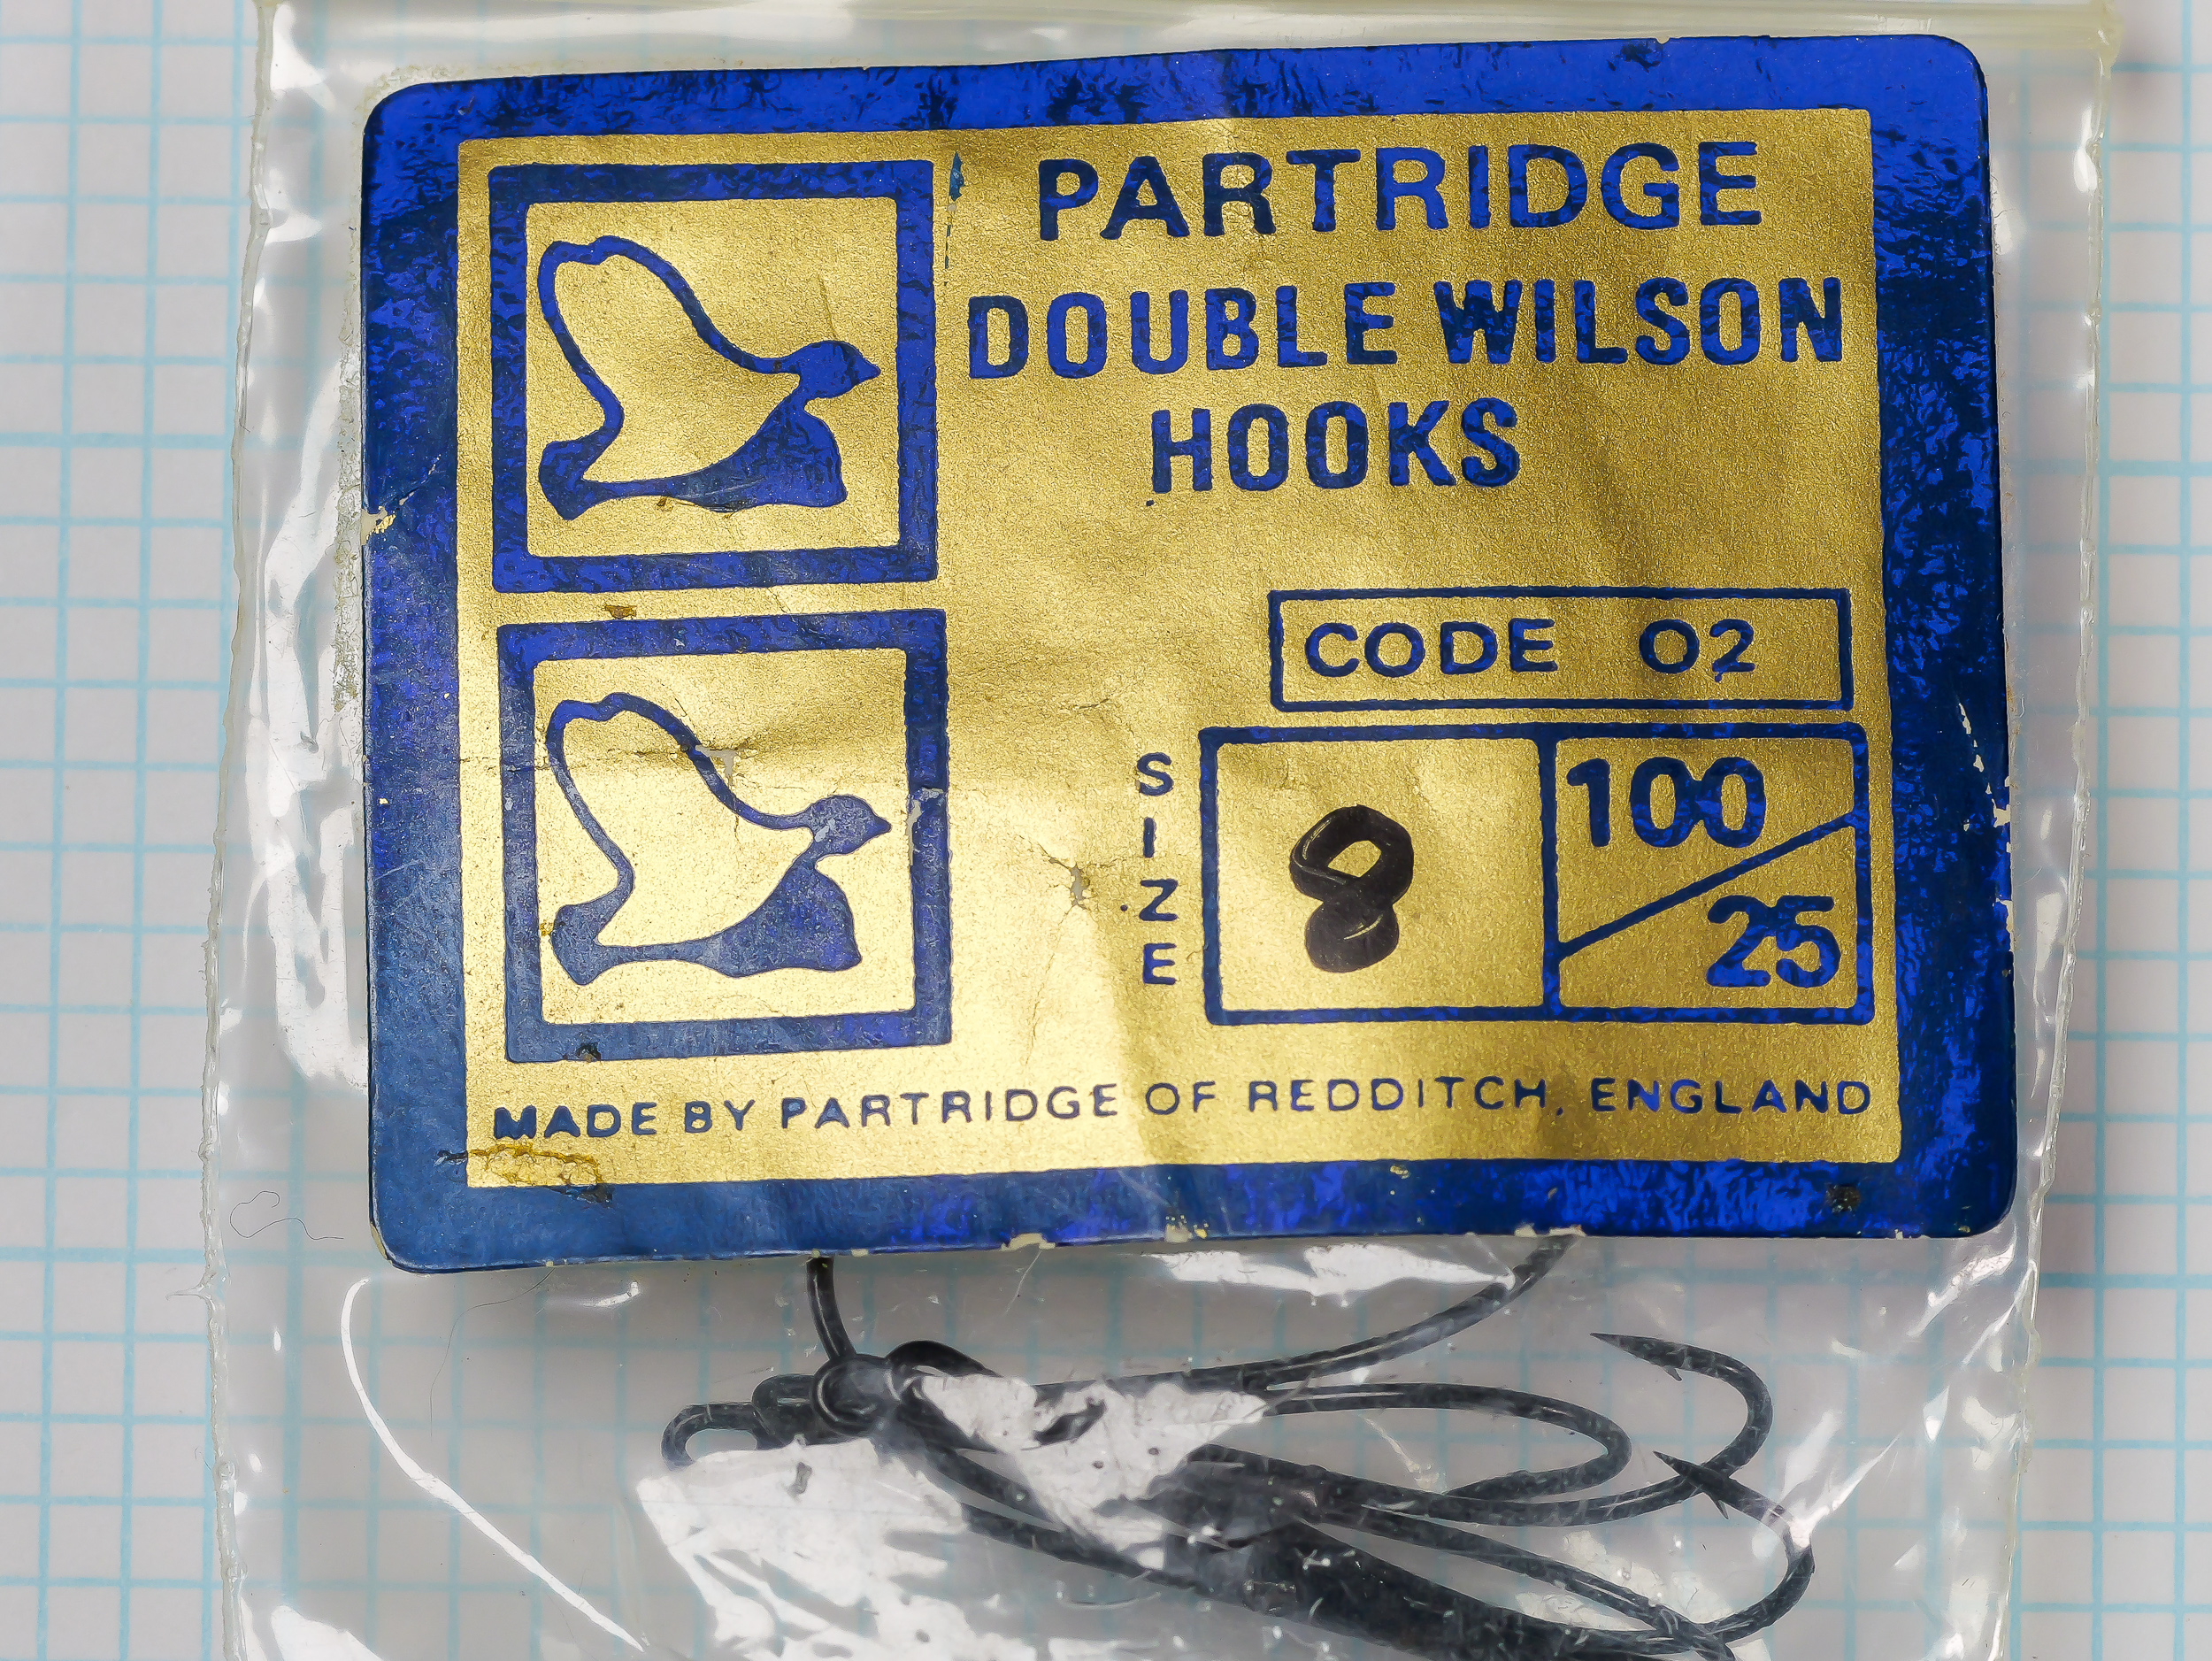 PARTRIDGE
DOUBLE WILSON
HOOKS
CODE 02
SIZE
8
100/25
MADE BY PARTRIDGE OF REDDITCH, ENGLAND